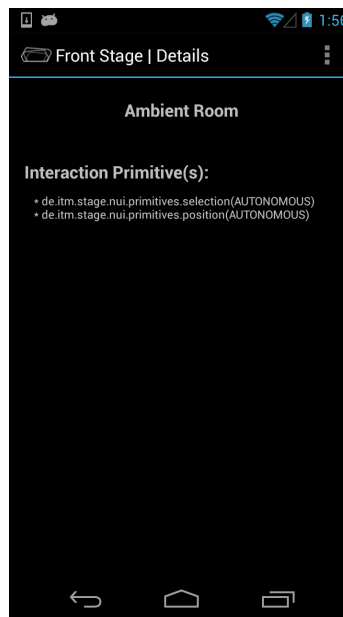 1:56
Front Stage | Details
Ambient Room
Interaction Primitive(s):
* de.itm.stage.nui.primitives.selection(AUTONOMOUS)
* de.itm.stage.nui.primitives.position(AUTONOMOUS)